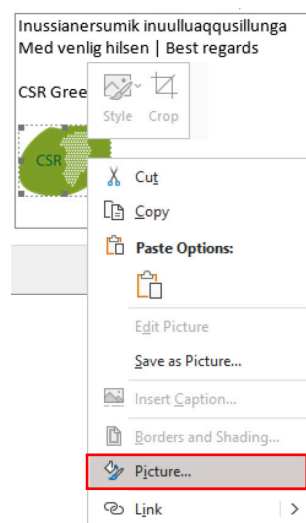 Inussianersumik inuulluaqqusillunga
Med venlig hilsen | Best regards
CSR Gree
Style Crop
CSR
Cut
Copy
Paste Options:
Edit Picture
Save as Picture...
Insert Caption...
Borders and Shading...
Picture...
Link